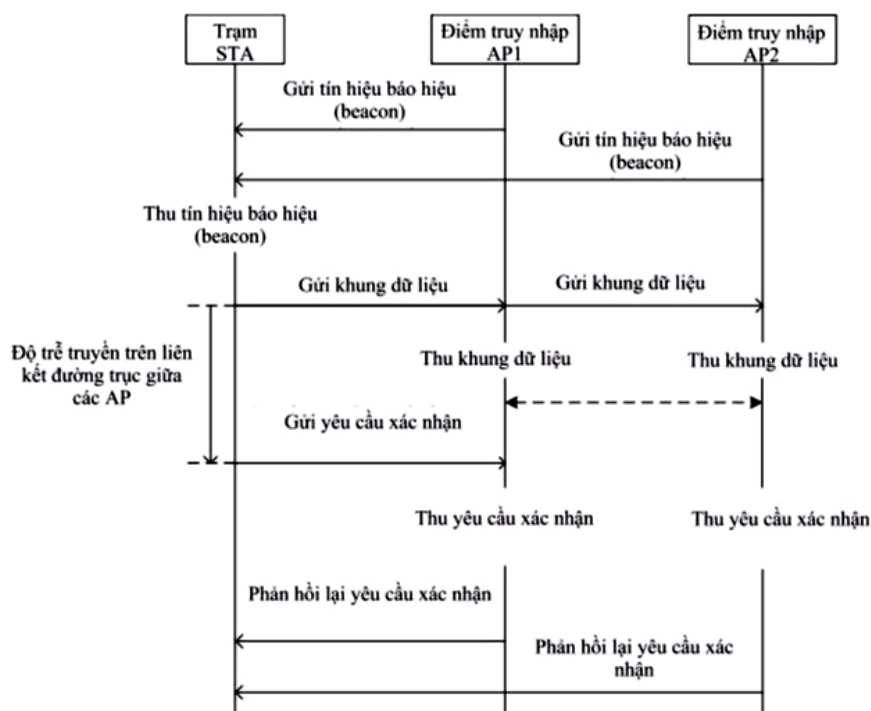 Trạm
STA
Điểm truy nhập
AP1
Điểm truy nhập
AP2
Gửi tín hiệu báo hiệu
(beacon)
Gửi tín hiệu báo hiệu
(beacon)
Thu tín hiệu báo hiệu
(beacon)
Gửi khung dữ liệu
Gửi khung dữ liệu
Độ trễ truyền trên liên
kết đường trục giữa
các AP
Thu khung dữ liệu
Thu khung dữ liệu
Gửi yêu cầu xác nhận
Thu yêu cầu xác nhận
Thu yêu cầu xác nhận
Phản hồi lại yêu cầu xác nhận
Phản hồi lại yêu cầu xác
nhận